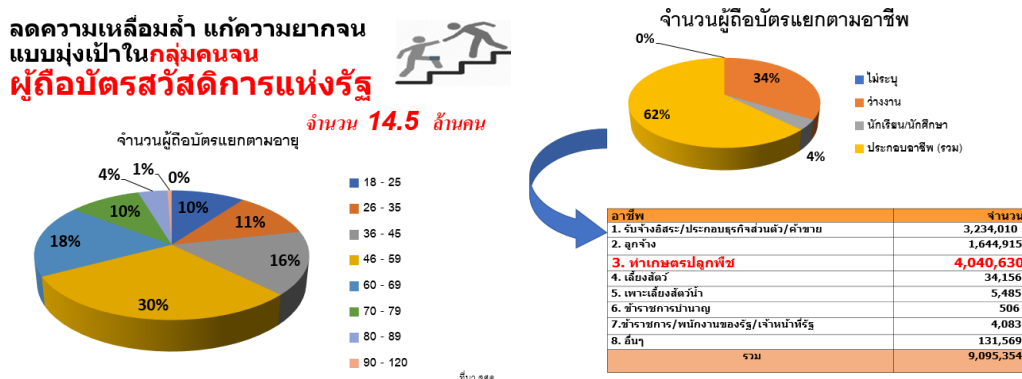 ลดความเหลื่อมล้ำ แก้ความยากจน
แบบมุ่งเป้าในกลุ่มคนจน
ผู้ถือบัตรสวัสดิการแห่งรัฐ
จำนวน 14.5 ล้านคน
จำนวนผู้ถือบัตรแยกตามอายุ
4%
1%
0%
10%
10%
11%
18%
16%
30%
18 - 25
26 - 35
36 - 45
46 - 59
60 - 69
70 - 79
80 - 89
90 - 120
จำนวนผู้ถือบัตรแยกตามอาชีพ
0%
34%
62%
4%
ไม่ระบุ
ว่างงาน
นักเรียน/นักศึกษา
ประกอบอาชีพ (รวม)
อาชีพ จำนวน
1. รับจ้างอิสระ/ประกอบธุรกิจส่วนตัว/ค้าขาย 3,234,010
2. ลูกจ้าง 1,644,915
3. ทำเกษตรปลูกพืช 4,040,630
4. เลี้ยงสัตว์ 34,156
5. เพาะเลี้ยงสัตว์น้ำ 5,485
6. ข้าราชการบำนาญ 506
7.ข้าราชการ/พนักงานของรัฐ/เจ้าหน้าที่รัฐ 4,083
8. อื่นๆ 131,569
รวม 9,095,354